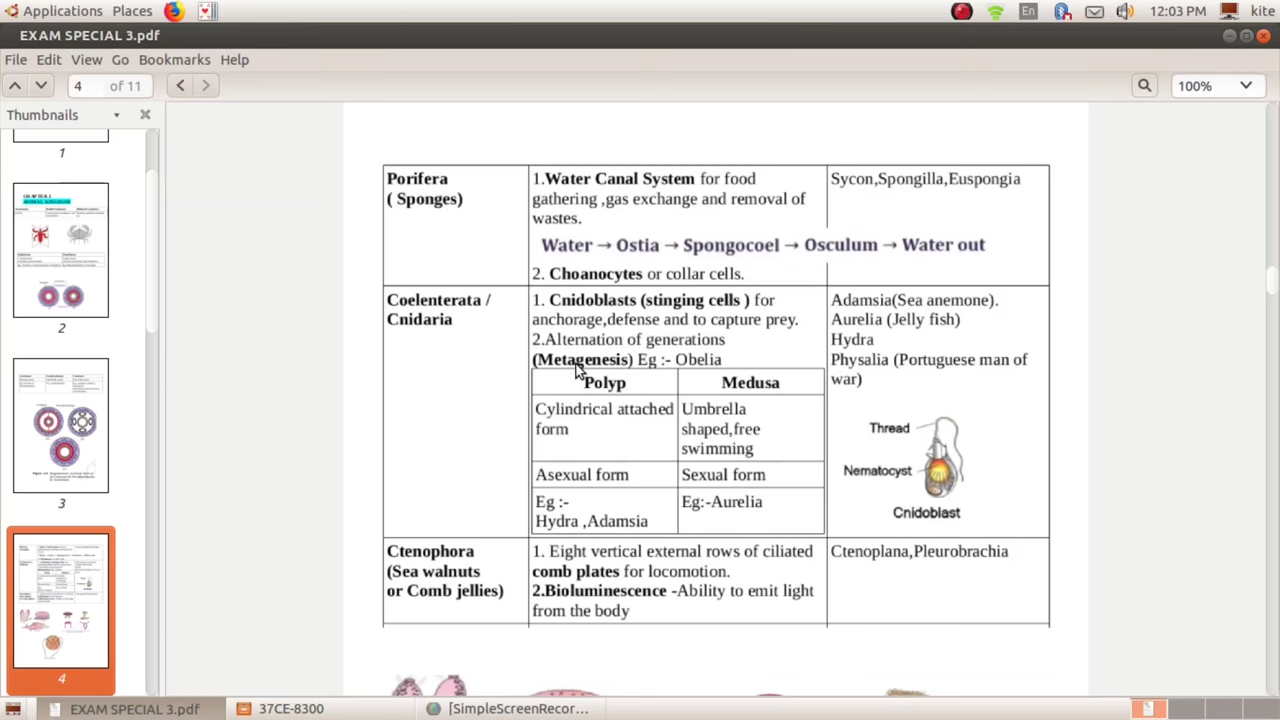 Applications Places En 12:03 PM kite
EXAM SPECIAL 3.pdf
File Edit View Go Bookmarks Help
4 of 11 100%
Thumbnails
1
2
3
4
Porifera
( Sponges)
1.Water Canal System for food
gathering ,gas exchange and removal of
wastes.
Water → Ostia → Spongocoel → Osculum → Water out
2. Choanocytes or collar cells.
Sycon,Spongilla,Euspongia
Coelenterata /
Cnidaria
1. Cnidoblasts (stinging cells ) for
anchorage,defense and to capture prey.
2.Alternation of generations
(Metagenesis) Eg :- Obelia
Polyp Medusa
Cylindrical attached
form
Umbrella
shaped,free
swimming
Asexual form Sexual form
Eg :-
Hydra ,Adamsia
Eg:-Aurelia
Adamsia(Sea anemone).
Aurelia (Jelly fish)
Hydra
Physalia (Portuguese man of
war)
Thread
Nematocyst
Cnidoblast
Ctenophora
(Sea walnuts
or Comb jellies)
1. Eight vertical external rows of ciliated
comb plates for locomotion.
2.Bioluminescence -Ability to emit light
from the body
Ctenoplana,Pleurobrachia
EXAM SPECIAL 3.pdf 37CE-8300 [SimpleScreenRecor...